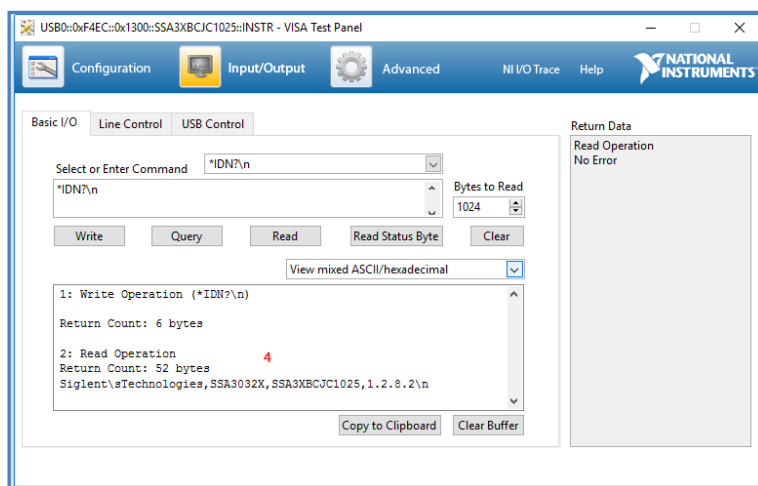 USB0::0xF4EC::0x1300::SSA3XBCJC1025::INSTR - VISA Test Panel
Configuration Input/Output Advanced NI I/O Trace Help NATIONAL INSTRUMENTS
Basic I/O Line Control USB Control
Return Data
Read Operation
No Error
Select or Enter Command *IDN?\n
*IDN?\n
Bytes to Read
1024
Write Query Read Read Status Byte Clear
View mixed ASCII/hexadecimal
1: Write Operation (*IDN?\n)
Return Count: 6 bytes
2: Read Operation
4
Return Count: 52 bytes
Siglent\sTechnologies,SSA3032X,SSA3XBCJC1025,1.2.8.2\n
Copy to Clipboard Clear Buffer